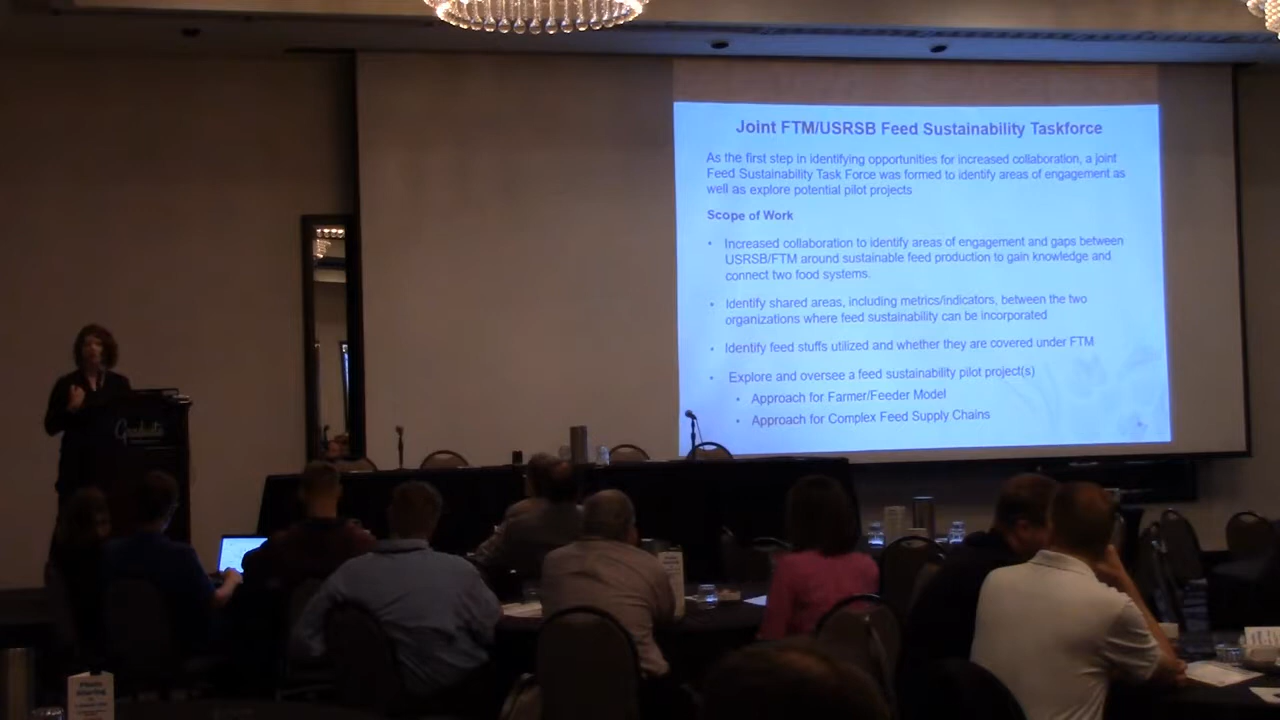 Joint FTM/USRSB Feed Sustainability Taskforce
As the first step in identifying opportunities for increased collaboration, a joint
Feed Sustainability Task Force was formed to identify areas of engagement as
well as explore potential pilot projects
Scope of Work
• Increased collaboration to identify areas of engagement and gaps between
USRSB/FTM around sustainable feed production to gain knowledge and
connect two food systems.
• Identify shared areas, including metrics/indicators, between the two
organizations where feed sustainability can be incorporated
• Identify feed stuffs utilized and whether they are covered under FTM
• Explore and oversee a feed sustainability pilot project(s)
• Approach for Farmer/Feeder Model
• Approach for Complex Feed Supply Chains
Graduate